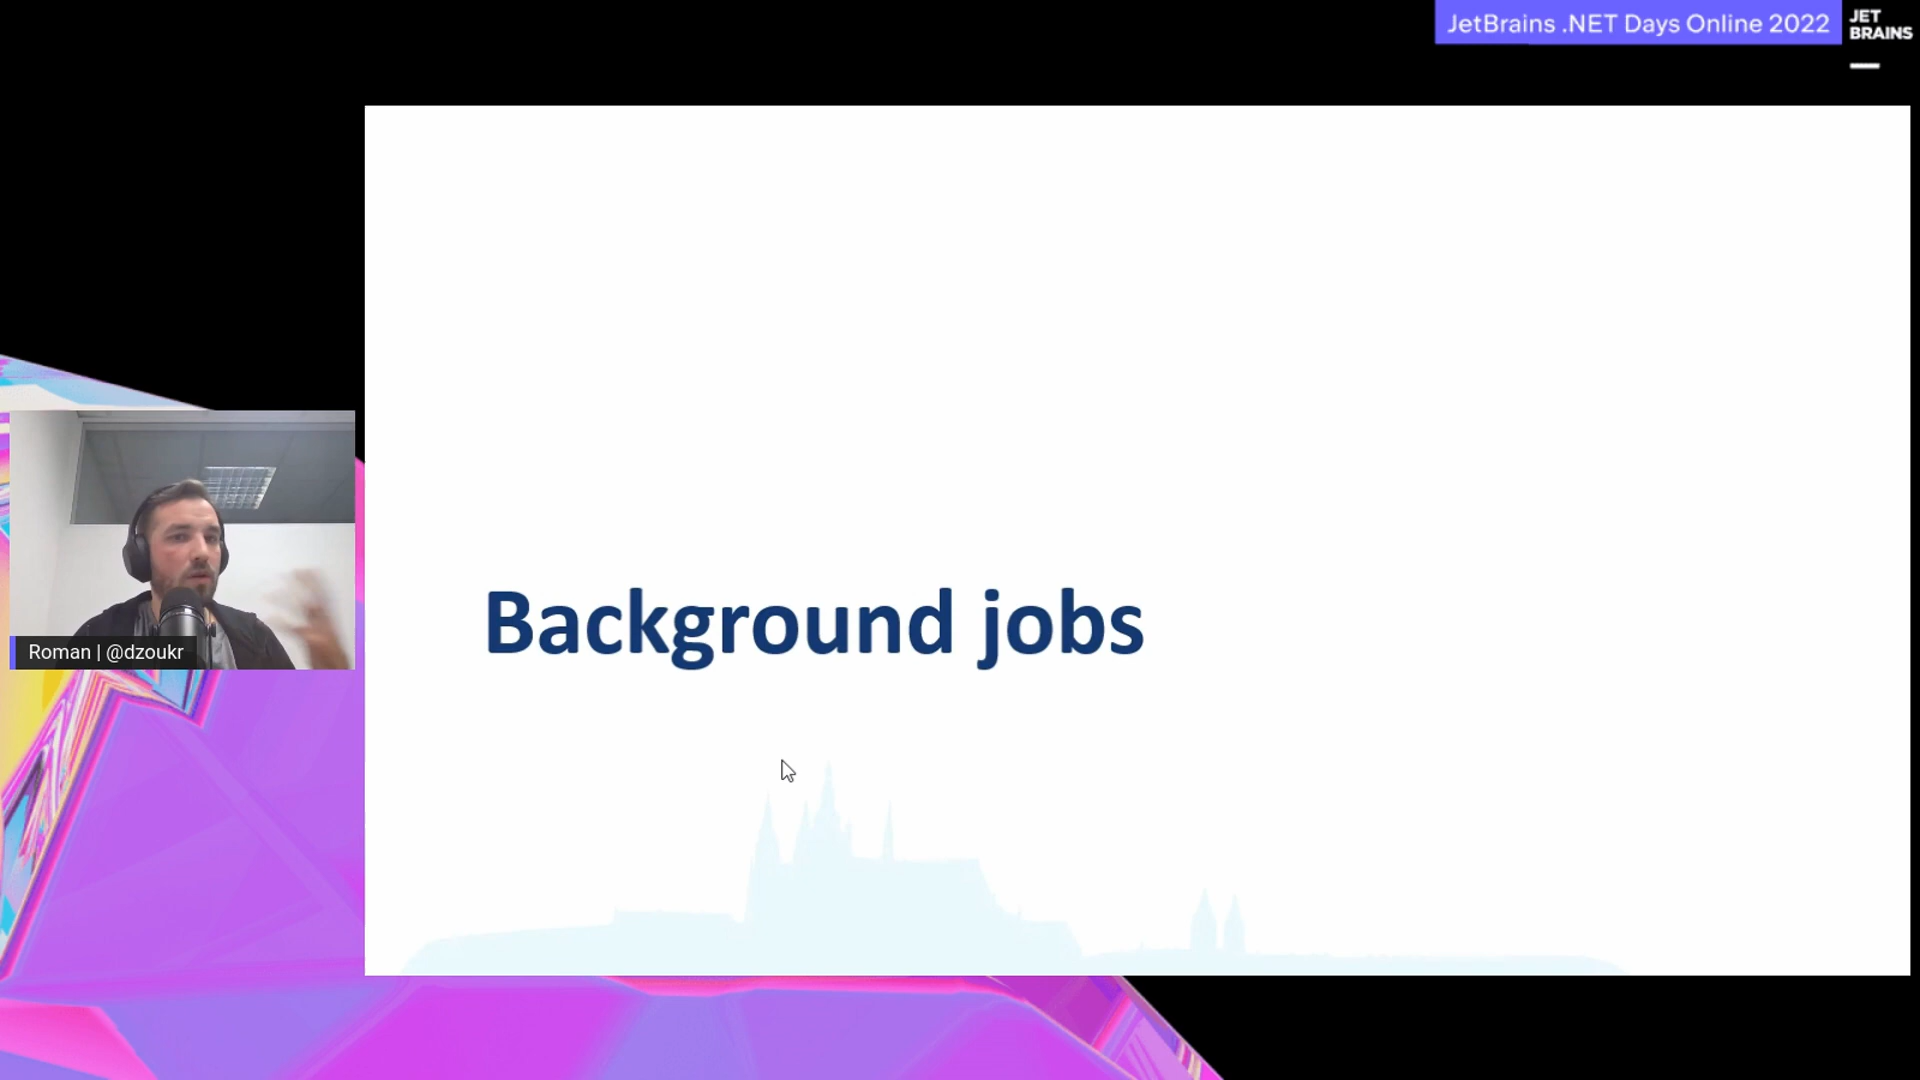 JetBrains .NET Days Online 2022
JET
BRAINS
Background jobs
Roman | @dzoukr